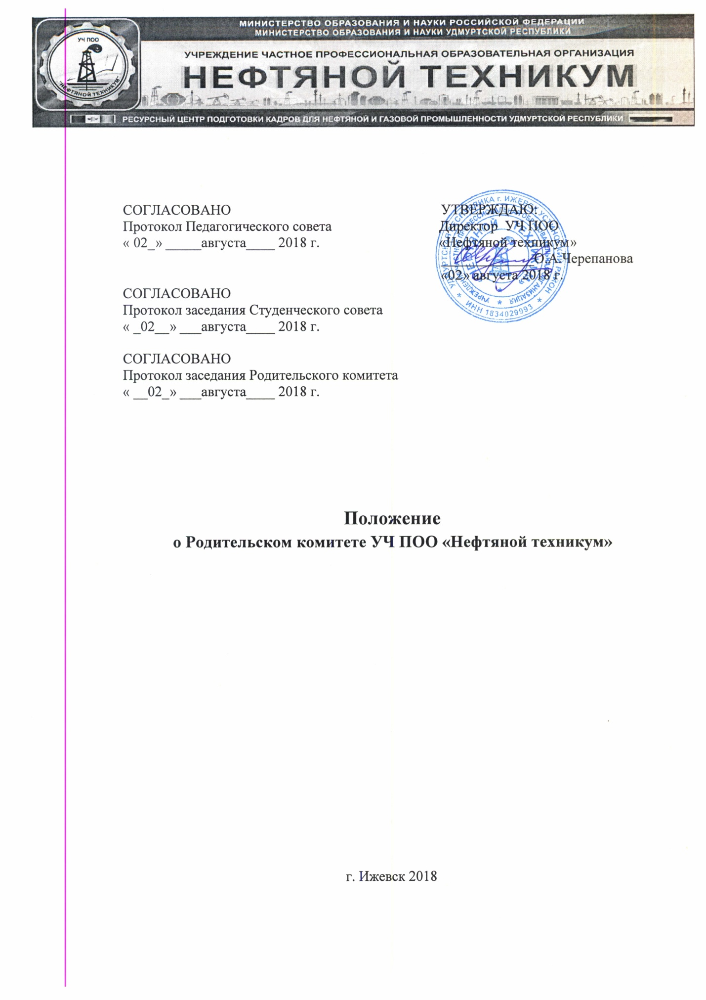 МИНИСТЕРСТВО ОБРАЗОВАНИЯ И НАУКИ РОССИЙСКОЙ ФЕДЕРАЦИИ
МИНИСТЕРСТВО ОБРАЗОВАНИЯ И НАУКИ УДМУРТСКОЙ РЕСПУБЛИКИ
УЧРЕЖДЕНИЕ ЧАСТНОЕ ПРОФЕССИОНАЛЬНАЯ ОБРАЗОВАТЕЛЬНАЯ ОРГАНИЗАЦИЯ
НЕФТЯНОЙ ТЕХНИКУМ
УЧ ПОО
"НЕФТЯНОЙ ТЕХНИКУМ"
РЕСУРСНЫЙ ЦЕНТР ПОДГОТОВКИ КАДРОВ ДЛЯ НЕФТЯНОЙ И ГАЗОВОЙ ПРОМЫШЛЕННОСТИ УДМУРТСКОЙ РЕСПУБЛИКИ
СОГЛАСОВАНО
Протокол Педагогического совета
« 02_» _____августа____ 2018 г.
УТВЕРЖДАЮ:
Директор УЧ ПОО
«Нефтяной техникум»
_____________О.А.Черепанова
«02» августа 2018 г.
ИНН 1834029993
СОГЛАСОВАНО
Протокол заседания Студенческого совета
« _02__» ___августа____ 2018 г.
СОГЛАСОВАНО
Протокол заседания Родительского комитета
« __02_» ___августа____ 2018 г.
Положение
о Родительском комитете УЧ ПОО «Нефтяной техникум»
г. Ижевск 2018